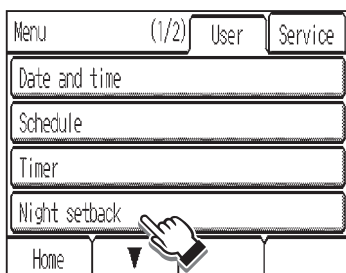 Menu (1/2) User Service
Date and time
Schedule
Timer
Night setback
Home ▼